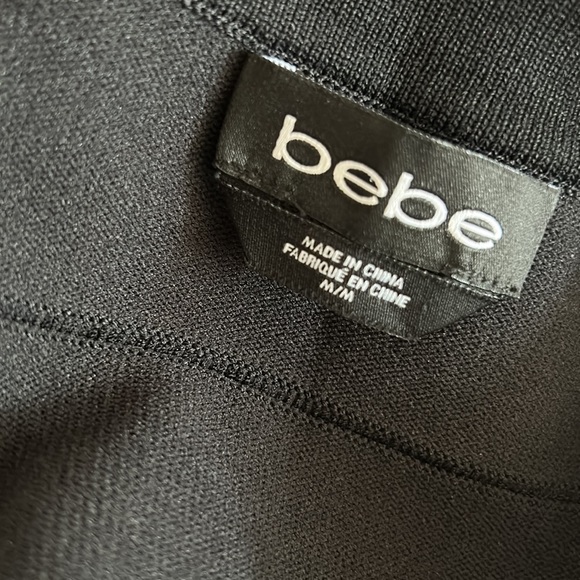 bebe
MADE IN CHINA
FABRIQUÉ EN CHINE
M/M